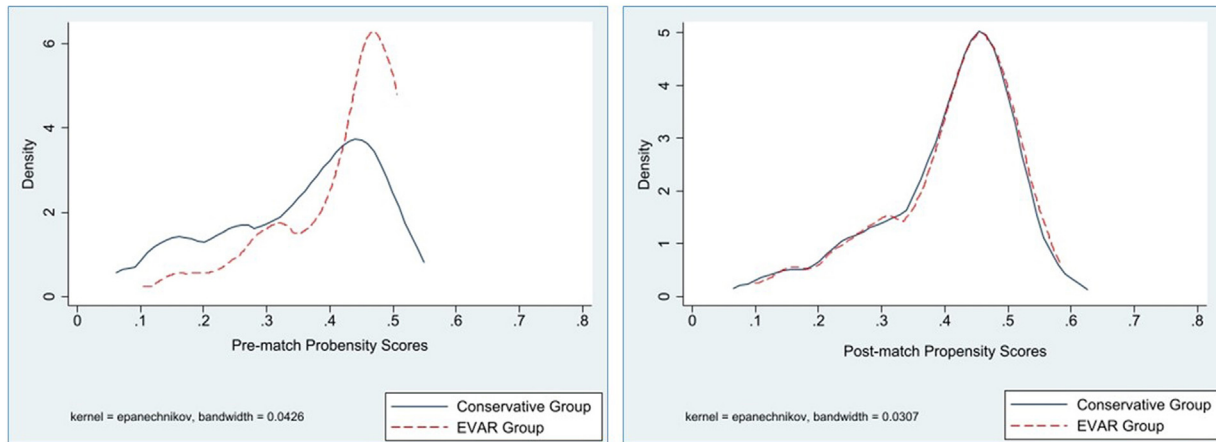 6
4
2
0
Density
0 .1 .2 .3 .4 .5 .6 .7 .8
Pre-match Probensity Scores
kernel = epanechnikov, bandwidth = 0.0426
Conservative Group
EVAR Group
5
4
3
2
1
0
Density
0 .1 .2 .3 .4 .5 .6 .7 .8
Post-match Propensity Scores
kernel = epanechnikov, bandwidth = 0.0307
Conservative Group
EVAR Group